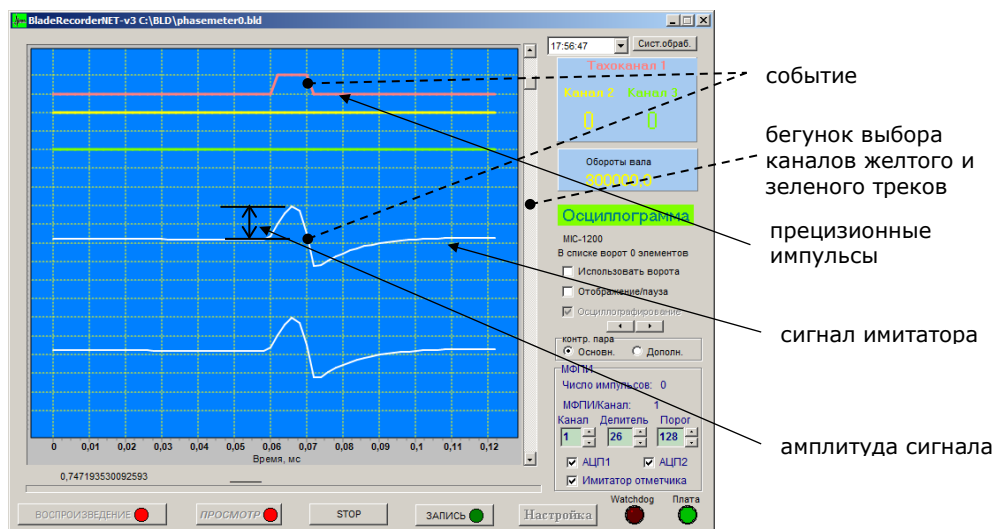 BladeRecorderNET-v3 C:\BLD\phasemeter0.bld
17:56:47
Сист.обраб.
Тахоканал 1
Канал 2 Канал 3
0 0
Обороты вала
300000,0
Осциллограмма
MIC-1200
В списке ворот 0 элементов
Использовать ворота
Отображение/пауза
Осциллографирование
контр. пара
Основн. Дополн.
МФПИ
Число импульсов: 0
МФПИ/Канал: 1
Канал Делитель Порог
1 26 128
АЦП1 АЦП2
Имитатор отметчика
0 0,01 0,02 0,03 0,04 0,05 0,06 0,07 0,08 0,09 0,1 0,11 0,12
Время, мс
0,747193530092593
Watchdog Плата
ВОСПРОИЗВЕДЕНИЕ ПРОСМОТР STOP ЗАПИСЬ Настройка
событие
бегунок выбора
каналов желтого и
зеленого треков
прецизионные
импульсы
сигнал имитатора
амплитуда сигнала